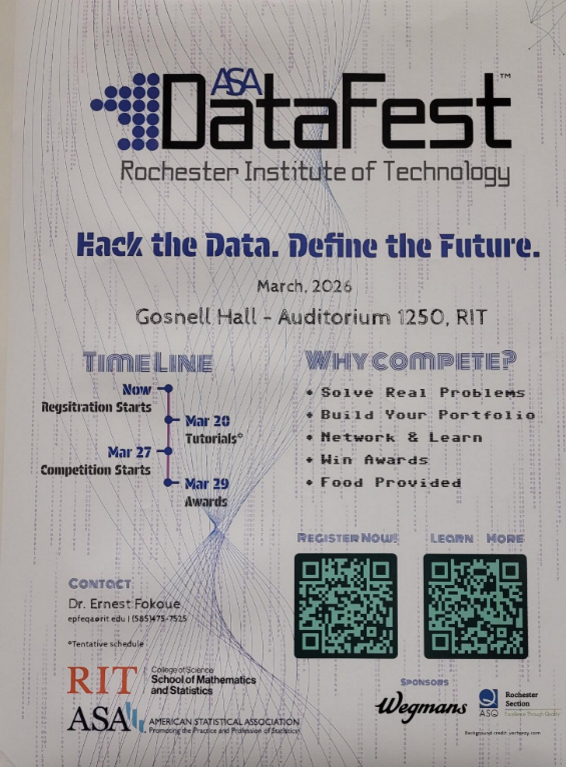 ASA
DataFest™
Rochester Institute of Technology
Hack the Data. Define the Future.
March, 2026
Gosnell Hall - Auditorium 1250, RIT
TIMELINE
Now
Regsitration Starts
Mar 20
Tutorials*
Mar 27
Competition Starts
Mar 29
Awards
WHY COMPETE?
• Solve Real Problems
• Build Your Portfolio
• Network & Learn
• Win Awards
• Food Provided
REGISTER NOW!
LEARN MORE
CONTACT
Dr. Ernest Fokoue
epfeqa@rit.edu | (585)475-7525
*Tentative schedule
RIT
College of Science
School of Mathematics
and Statistics
ASA
AMERICAN STATISTICAL ASSOCIATION
Promoting the Practice and Profession of Statistics
SPONSORS
Wegmans
ASQ
Rochester
Section
Excellence Through Quality
Background credit: